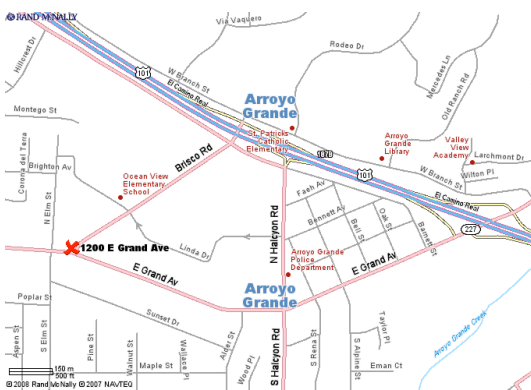 © RAND McNALLY
Via Vaquero
Hillcrest Dr
Rodeo Dr
W Branch St
101
El Camino Real
Mercedes Ln
Old Ranch Rd
Montego St
Arroyo
Grande
St. Patricks
Catholic
Elementary
Arroyo
Grande
Library
Valley
View
Academy
Larchmont Dr
Brisco Rd
Corona del Terra
Brighton Av
Ocean View
Elementary
School
101
W Branch St
Wilton Pl
El Camino Real
N Elm St
Faeh Av
Bennett Av
Bell St
Oak St
Barnett St
227
N Halcyon Rd
1200 E Grand Ave
Linda Dr
Arroyo Grande
Police
Department
E Grand Av
E Grand Av
Arroyo
Grande
Poplar St
Sunset Dr
S Elm St
Aspen St
Pine St
Walnut St
Maple St
Wallace Pl
Alder St
Wood Pl
S Halcyon Rd
S Rena St
S Alpine St
Taylor Pl
Eman Ct
Arroyo Grande Creek
150 m
500 ft
© 2008 Rand McNally © 2007 NAVTEQ